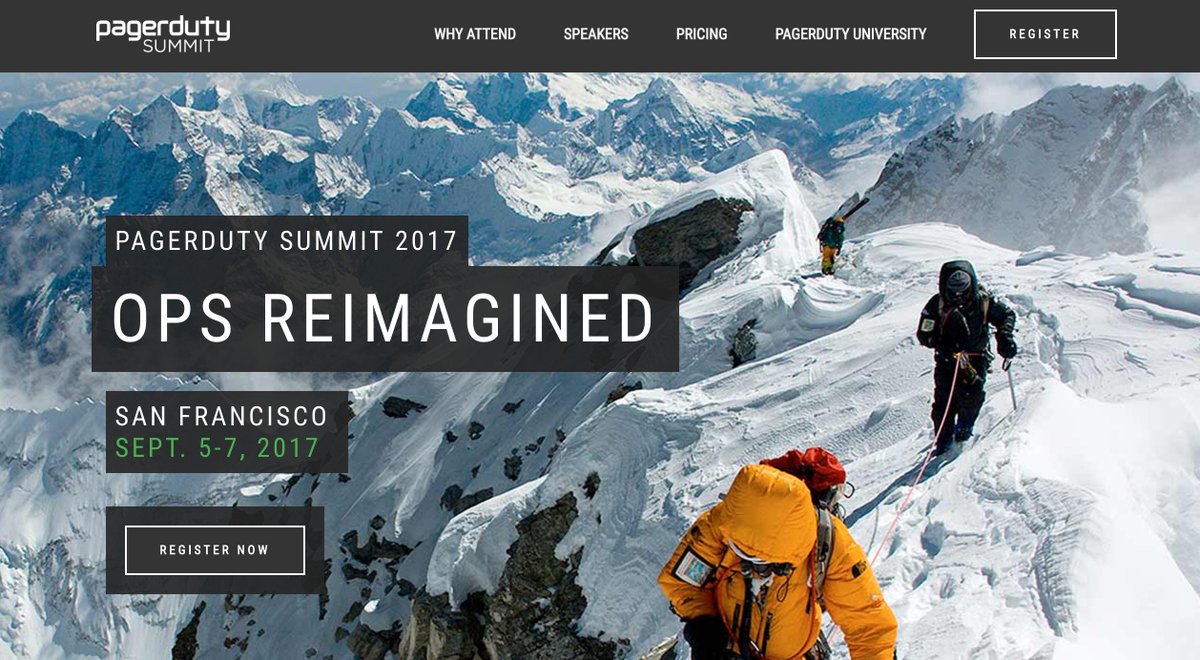 pagerduty
SUMMIT
WHY ATTEND
SPEAKERS
PRICING
PAGERDUTY UNIVERSITY
REGISTER
PAGERDUTY SUMMIT 2017
OPS REIMAGINED
SAN FRANCISCO
SEPT. 5-7, 2017
REGISTER NOW